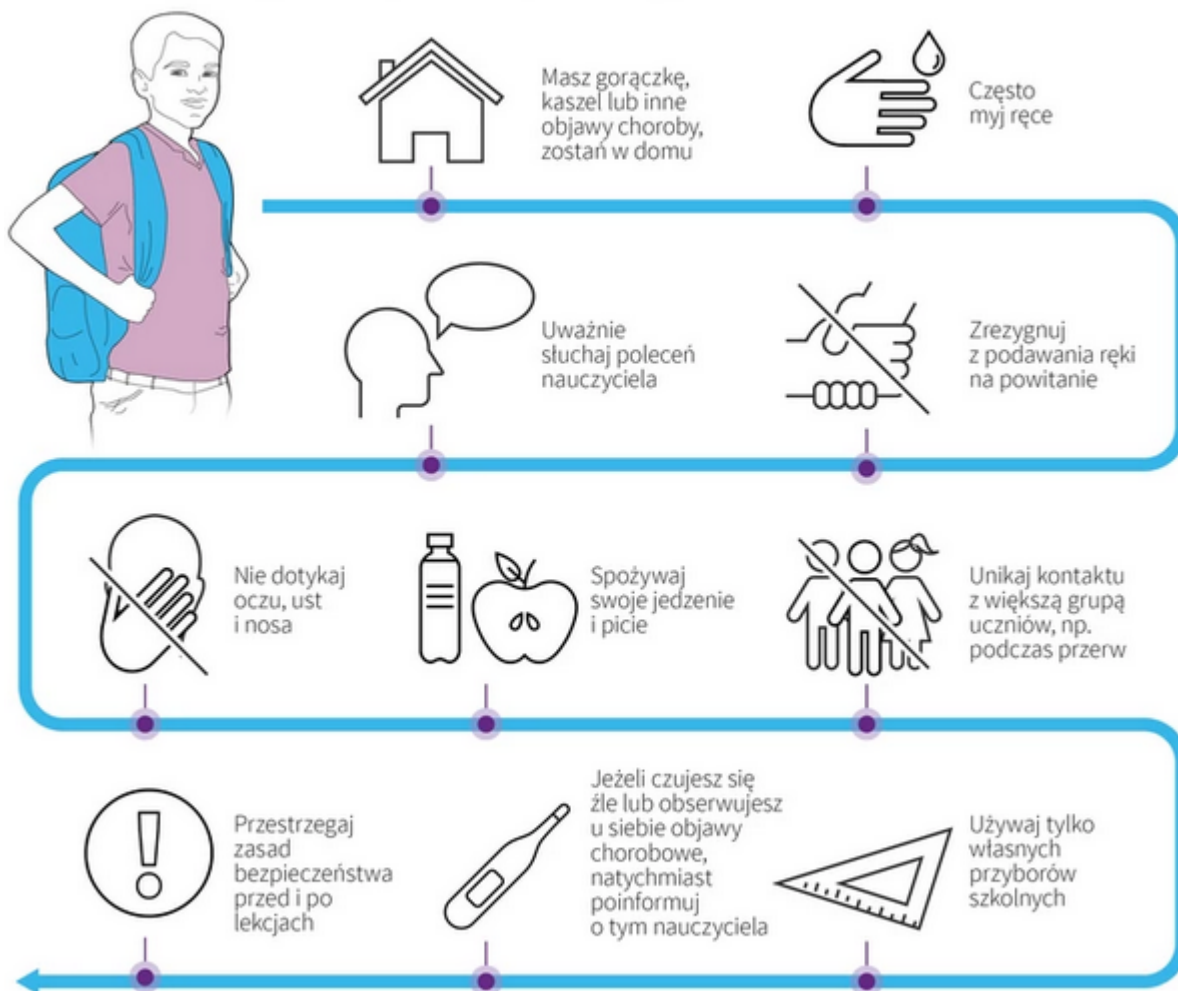 Masz gorączkę,
kaszel lub inne
objawy choroby,
zostań w domu
Często
myj ręce
Zrezygnuj
z podawania ręki
na powitanie
Uważnie
słuchaj poleceń
nauczyciela
Nie dotykaj
oczu, ust
i nosa
Spożywaj
swoje jedzenie
i picie
Unikaj kontaktu
z większą grupą
uczniów, np.
podczas przerw
Używaj tylko
własnych
przyborów
szkolnych
Jeżeli czujesz się
źle lub obserwujesz
u siebie objawy
chorobowe,
natychmiast
poinformuj
o tym nauczyciela
Przestrzegaj
zasad
bezpieczeństwa
przed i po
lekcjach